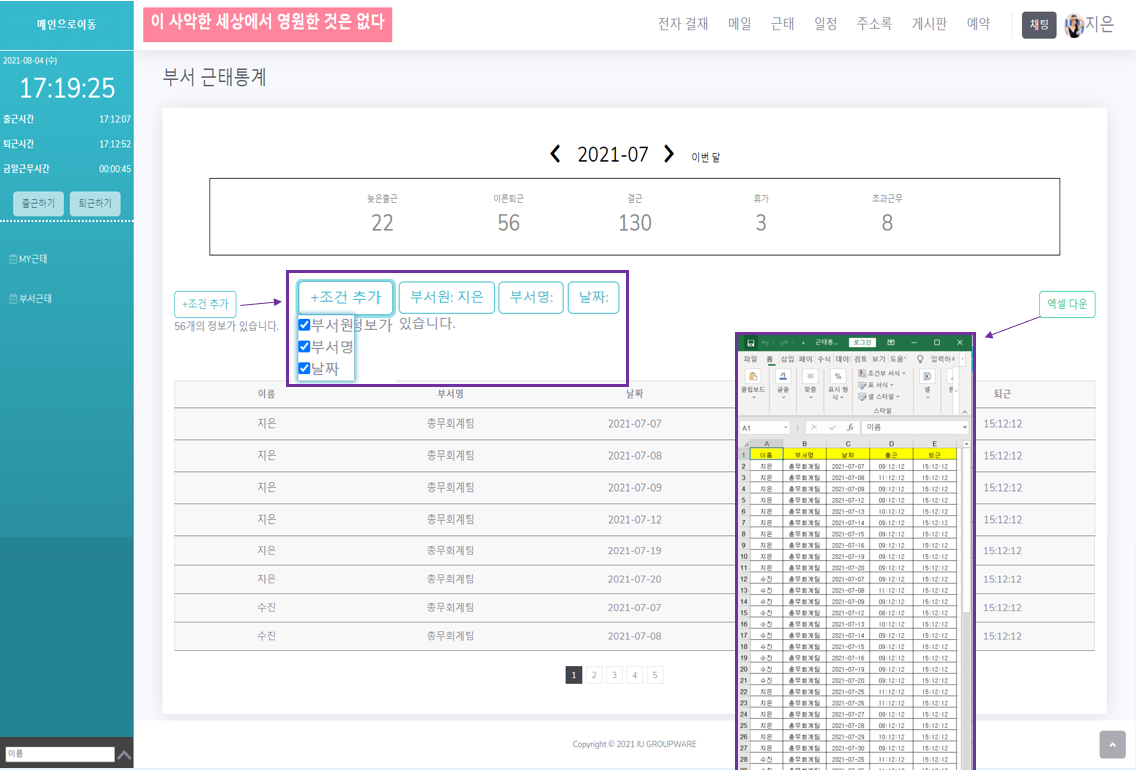 메인으로이동
이 사악한 세상에서 영원한 것은 없다
전자 결재 메일 근태 일정 주소록 게시판 예약 채팅 지은
2021-08-04 (수)
17:19:25
출근시간 17:12:07
퇴근시간 17:12:52
금일근무시간 00:00:45
출근하기 퇴근하기
MY근태
부서근태
부서 근태통계
2021-07 이번 달
늦은출근 이른퇴근 결근 휴가 초과근무
22 56 130 3 8
+조건 추가
56개의 정보가 있습니다.
+조건 추가 부서원: 지은 부서명: 날짜:
부서원정보가 있습니다.
부서명
날짜
엑셀 다운
이름 부서명 날짜 퇴근
지은 총무회계팀 2021-07-07 15:12:12
지은 총무회계팀 2021-07-08 15:12:12
지은 총무회계팀 2021-07-09 15:12:12
지은 총무회계팀 2021-07-12 15:12:12
지은 총무회계팀 2021-07-19 15:12:12
지은 총무회계팀 2021-07-20 15:12:12
수진 총무회계팀 2021-07-07 15:12:12
수진 총무회계팀 2021-07-08 15:12:12
1 2 3 4 5
근태통... 로그인
파일 홈 삽입 페이 수식 데이 검토 보기 도움 입력하
클립보드 글꼴 맞춤 표시 형식 조건부 서식 표 서식 셀 스타일 셀
스타일
A1 fx 이름
A B C D E
1 이름 부서명 날짜 출근 퇴근
2 지은 총무회계팀 2021-07-07 09:12:12 15:12:12
3 지은 총무회계팀 2021-07-08 11:12:12 15:12:12
4 지은 총무회계팀 2021-07-09 09:12:12 15:12:12
5 지은 총무회계팀 2021-07-12 08:12:12 15:12:12
6 지은 총무회계팀 2021-07-13 10:12:12 15:12:12
7 지은 총무회계팀 2021-07-14 09:12:12 15:12:12
8 지은 총무회계팀 2021-07-15 09:12:12 15:12:12
9 지은 총무회계팀 2021-07-16 09:12:12 15:12:12
10 지은 총무회계팀 2021-07-19 09:12:12 15:12:12
11 지은 총무회계팀 2021-07-20 09:12:12 15:12:12
12 수진 총무회계팀 2021-07-07 09:12:12 15:12:12
13 수진 총무회계팀 2021-07-08 11:12:12 15:12:12
14 수진 총무회계팀 2021-07-09 09:12:12 15:12:12
15 수진 총무회계팀 2021-07-12 08:12:12 15:12:12
16 수진 총무회계팀 2021-07-13 10:12:12 15:12:12
17 수진 총무회계팀 2021-07-14 09:12:12 15:12:12
18 수진 총무회계팀 2021-07-15 09:12:12 15:12:12
19 수진 총무회계팀 2021-07-16 09:12:12 15:12:12
20 수진 총무회계팀 2021-07-19 09:12:12 15:12:12
21 수진 총무회계팀 2021-07-20 09:12:12 15:12:12
22 지은 총무회계팀 2021-07-25 11:12:12 15:12:12
23 지은 총무회계팀 2021-07-26 11:12:12 15:12:12
24 지은 총무회계팀 2021-07-27 09:12:12 15:12:12
25 지은 총무회계팀 2021-07-28 08:12:12 15:12:12
26 지은 총무회계팀 2021-07-29 10:12:12 15:12:12
27 지은 총무회계팀 2021-07-30 09:12:12 15:12:12
28 수진 총무회계팀 2021-07-25 11:12:12 15:12:12
Copyright © 2021 IU GROUPWARE
이름